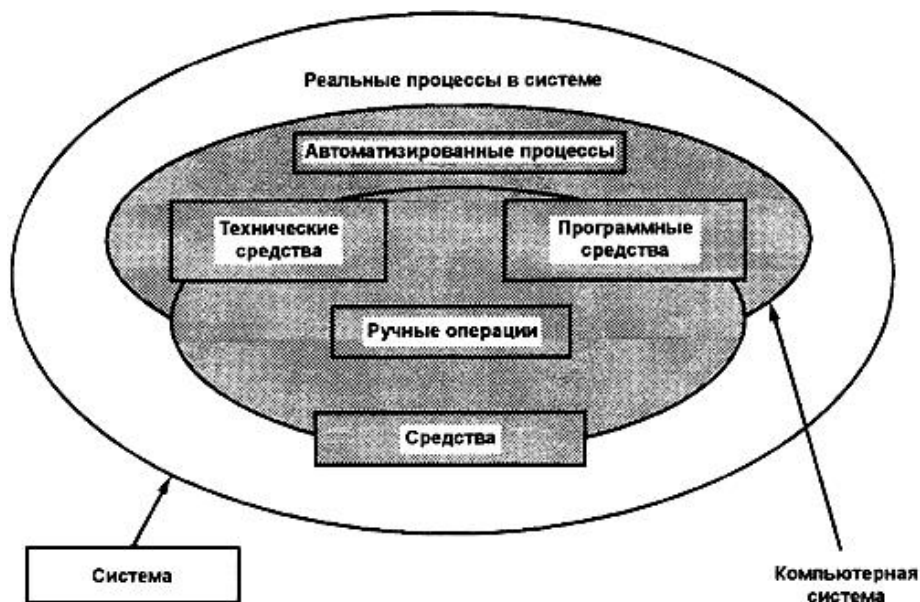 Реальные процессы в системе
Автоматизированные процессы
Технические
средства
Программные
средства
Ручные операции
Средства
Система
Компьютерная
система